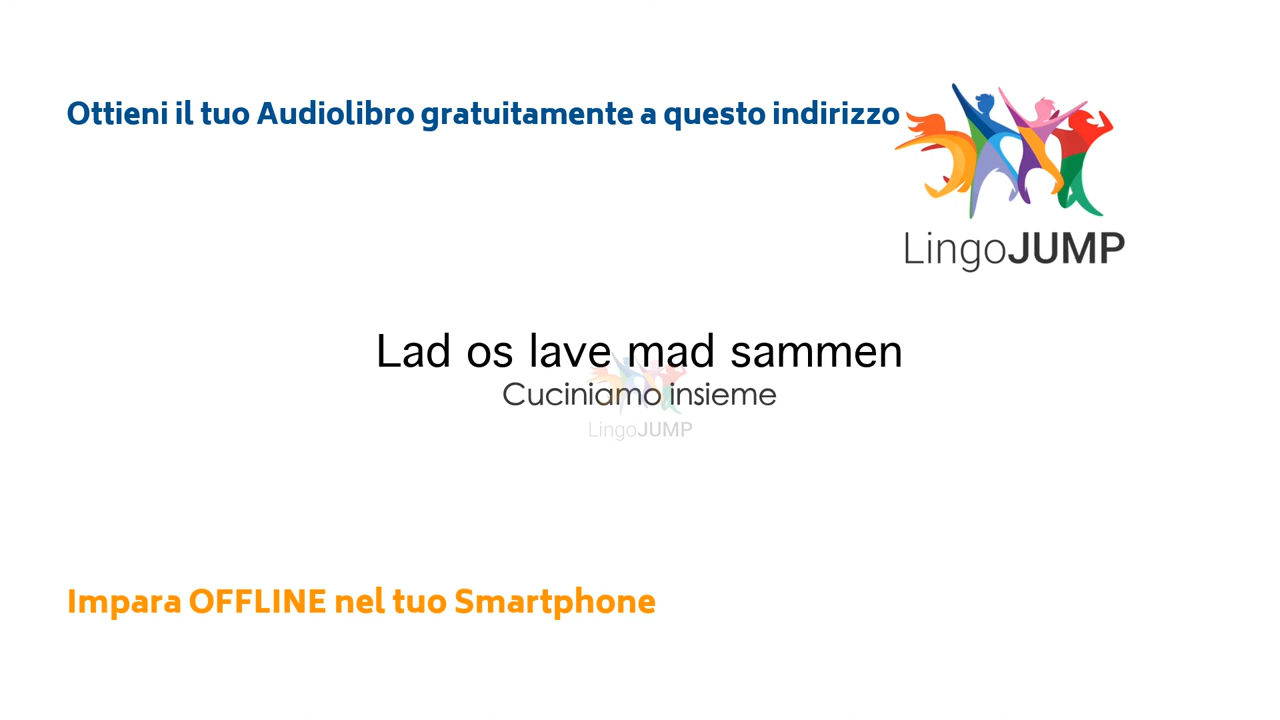 Ottieni il tuo Audiolibro gratuitamente a questo indirizzo
LingoJUMP
Lad os lave mad sammen
Cuciniamo insieme
LingoJUMP
Impara OFFLINE nel tuo Smartphone